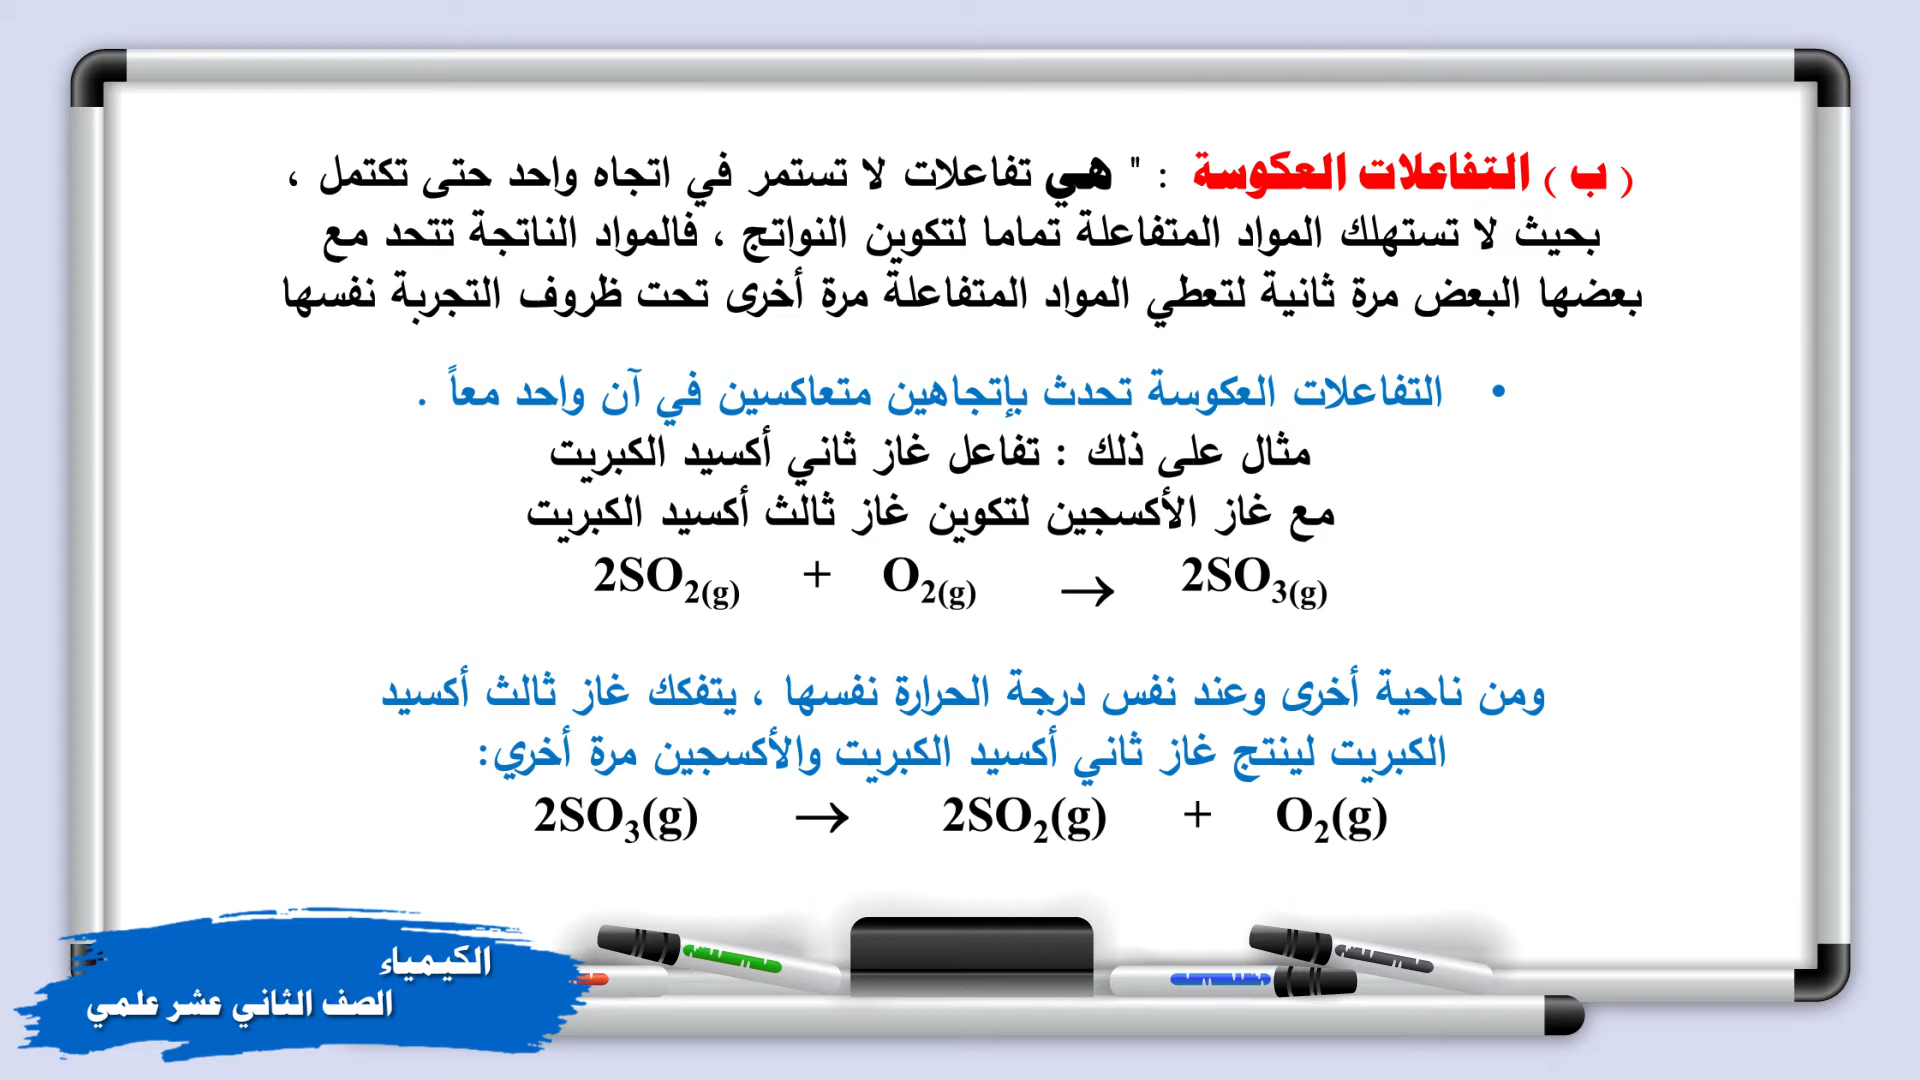 ( ب ) التفاعلات العكوسة : " هي تفاعلات لا تستمر في اتجاه واحد حتى تكتمل ،
بحيث لا تستهلك المواد المتفاعلة تماما لتكوين النواتج ، فالمواد الناتجة تتحد مع
بعضها البعض مرة ثانية لتعطي المواد المتفاعلة مرة أخرى تحت ظروف التجربة نفسها
• التفاعلات العكوسة تحدث بإتجاهين متعاكسين في آن واحد معاً .
مثال على ذلك : تفاعل غاز ثاني أكسيد الكبريت
مع غاز الأكسجين لتكوين غاز ثالث أكسيد الكبريت
2SO₂(g) + O₂(g) → 2SO₃(g)
ومن ناحية أخرى وعند نفس درجة الحرارة نفسها ، يتفكك غاز ثالث أكسيد
الكبريت لينتج غاز ثاني أكسيد الكبريت والأكسجين مرة أخري:
2SO₃(g) → 2SO₂(g) + O₂(g)
الكيمياء
الصف الثاني عشر علمي